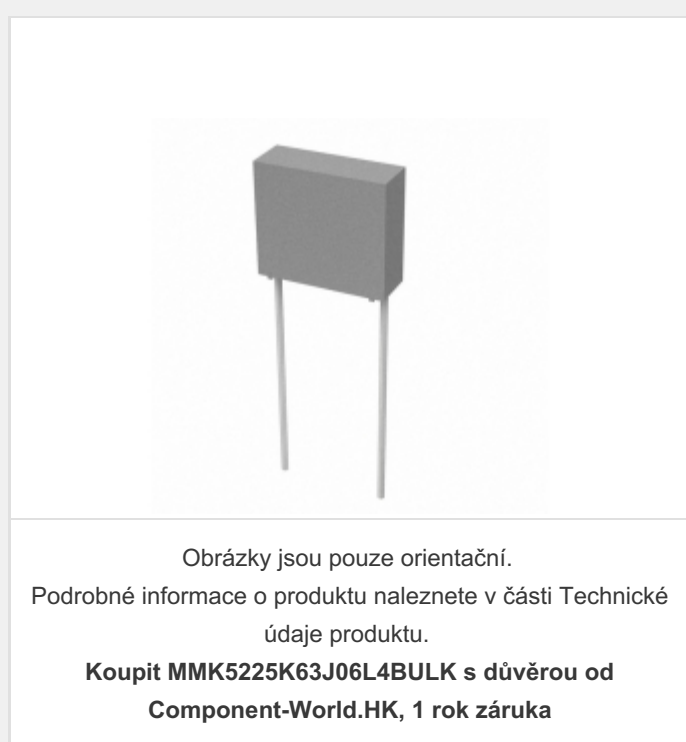 Obrázky jsou pouze orientační.
Podrobné informace o produktu naleznete v části Technické
údaje produktu.
Koupit MMK5225K63J06L4BULK s důvěrou od
Component-World.HK, 1 rok záruka